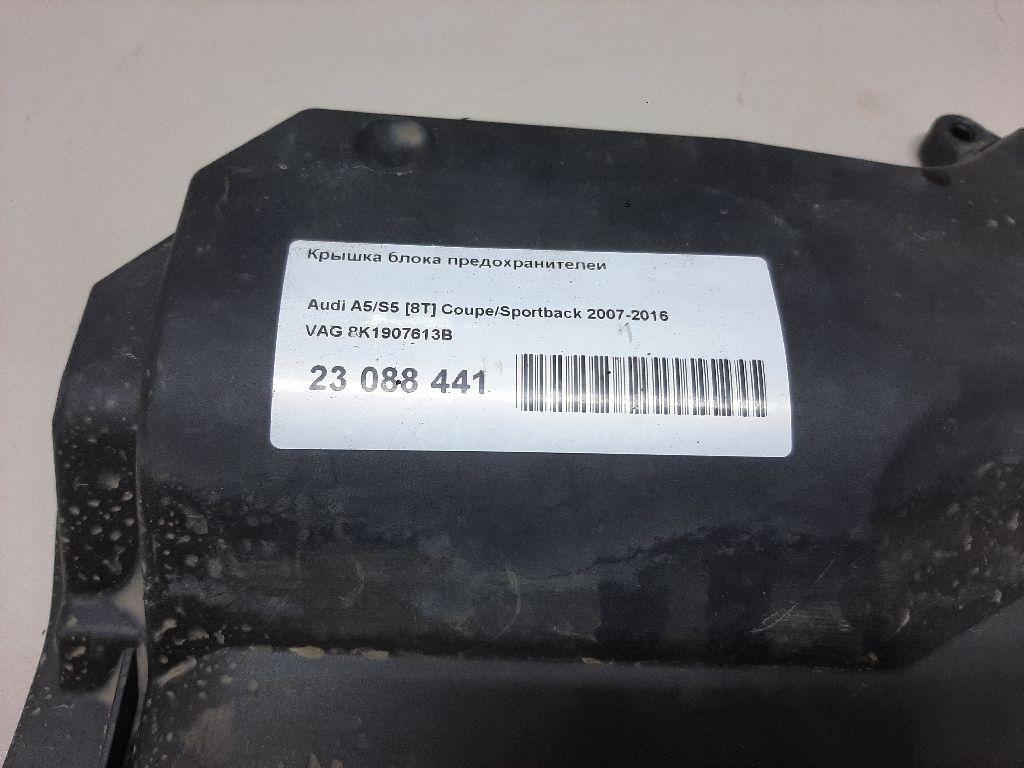 Крышка блока предохранителей
Audi A5/S5 [8T] Coupe/Sportback 2007-2016
VAG 8K1907613B
23 088 441